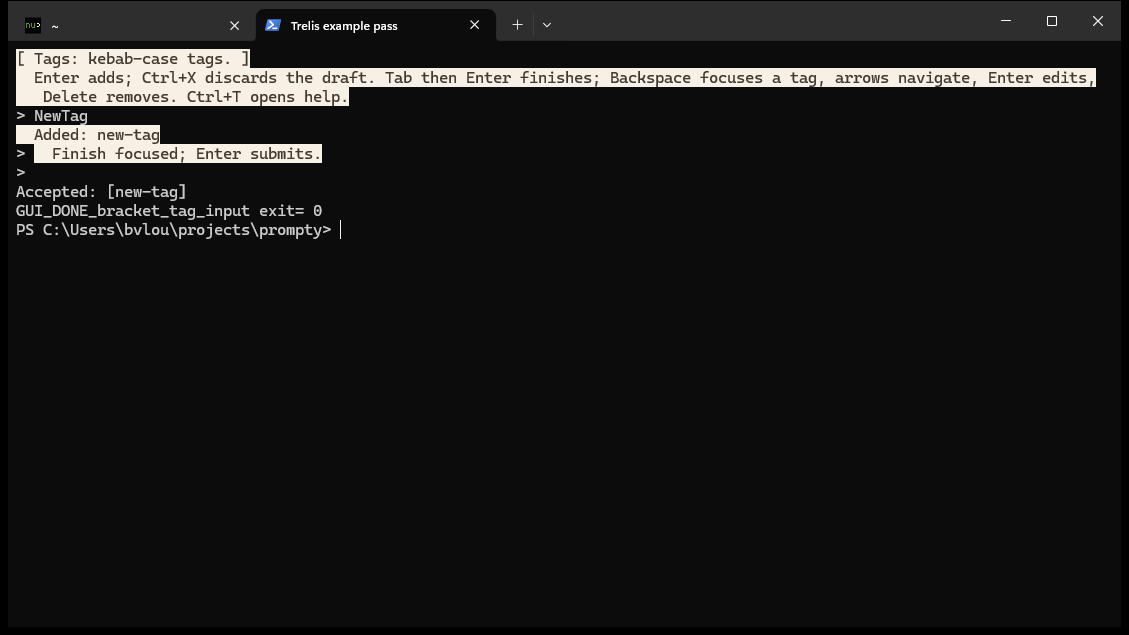 nu> ~
Trelis example pass
[ Tags: kebab-case tags. ]
Enter adds; Ctrl+X discards the draft. Tab then Enter finishes; Backspace focuses a tag, arrows navigate, Enter edits,
Delete removes. Ctrl+T opens help.
> NewTag
Added: new-tag
> Finish focused; Enter submits.
>
Accepted: [new-tag]
GUI_DONE_bracket_tag_input exit= 0
PS C:\Users\bvlou\projects\prompty>